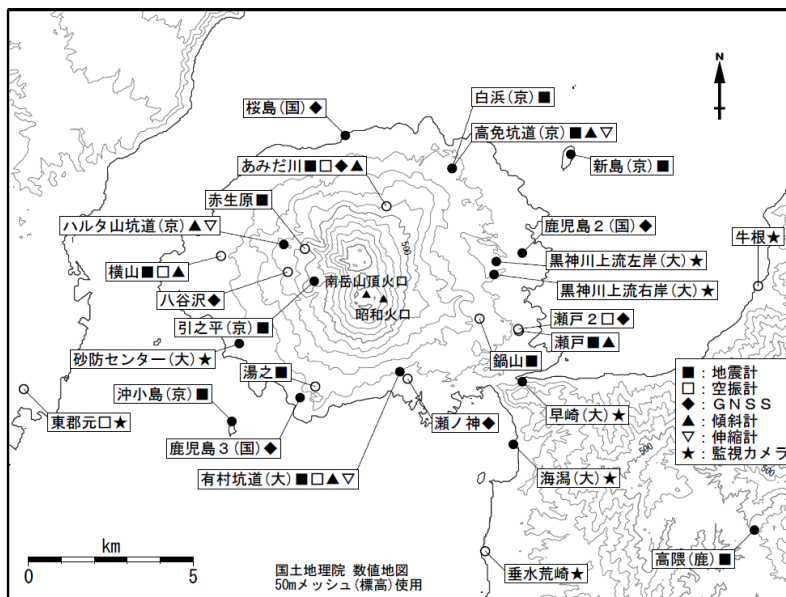 白浜(京)■
桜島(国)◆
高免坑道(京)■▲▽
あみだ川■□◆▲
新島(京)■
赤生原■
ハルタ山坑道(京)▲▽
鹿児島2(国)◆
牛根★
横山■□▲
黒神川上流左岸(大)★
八谷沢◆
南岳山頂火口
黒神川上流右岸(大)★
昭和火口
引之平(京)■
瀬戸2□◆
砂防センター(大)★
鍋山■
瀬戸■▲
湯之■
沖小島(京)■
東郡元□★
瀬ノ神◆
早崎(大)★
鹿児島3(国)◆
有村坑道(大)■□▲▽
海潟(大)★
■:地震計
□:空振計
◆:GNSS
▲:傾斜計
▽:伸縮計
★:監視カメラ
500
500
500
高隈(鹿)■
垂水荒崎★
km
0 5
国土地理院 数値地図
50mメッシュ(標高)使用
N